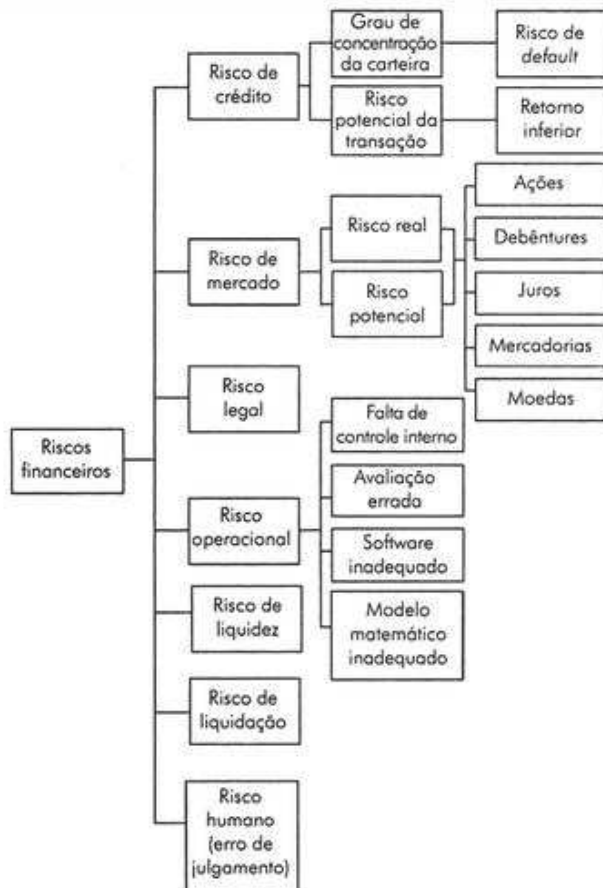 Riscos
financeiros
Risco de
crédito
Grau de
concentração
da carteira
Risco de
default
Risco
potencial da
transação
Retorno
inferior
Risco de
mercado
Risco real
Risco
potencial
Ações
Debêntures
Juros
Mercadorias
Moedas
Risco
legal
Risco
operacional
Falta de
controle interno
Avaliação
errada
Software
inadequado
Modelo
matemático
inadequado
Risco de
liquidez
Risco de
liquidação
Risco
humano
(erro de
julgamento)